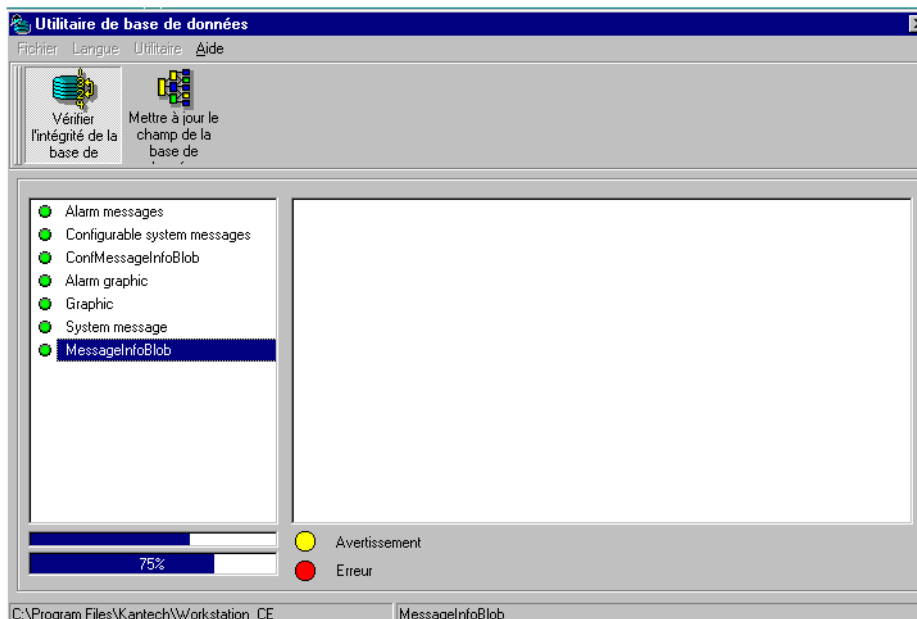 Utilitaire de base de données
Fichier Langue Utilitaire Aide
Vérifier
l'intégrité de la
base de
Mettre à jour le
champ de la
base de
Alarm messages
Configurable system messages
ConfMessageInfoBlob
Alarm graphic
Graphic
System message
MessageInfoBlob
75%
Avertissement
Erreur
C:\Program Files\Kantech\Workstation_CE
MessageInfoBlob